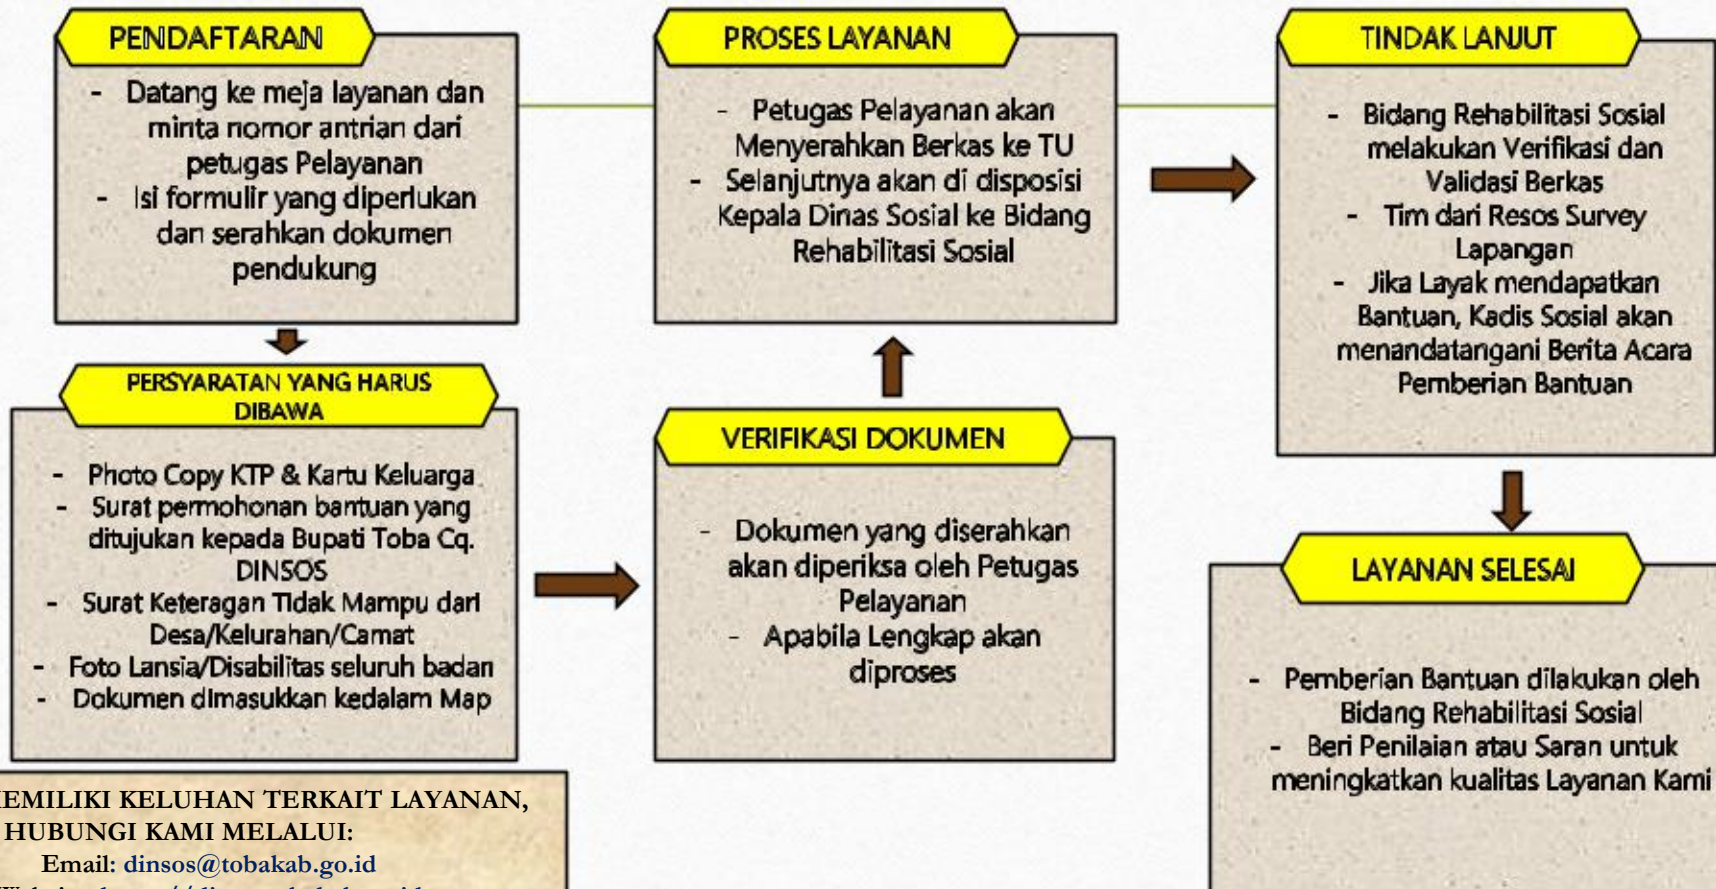 PENDAFTARAN
- Datang ke meja layanan dan
minta nomor antrian dari
petugas Pelayanan
- Isi formulir yang diperlukan
dan serahkan dokumen
pendukung
PERSYARATAN YANG HARUS
DIBAWA
- Photo Copy KTP & Kartu Keluarga
- Surat permohonan bantuan yang
ditujukan kepada Bupati Toba Cq.
DINSOS
- Surat Keteragan Tidak Mampu dari
Desa/Kelurahan/Camat
- Foto Lansia/Disabilitas seluruh badan
- Dokumen dimasukkan kedalam Map
VERIFIKASI DOKUMEN
- Dokumen yang diserahkan
akan diperiksa oleh Petugas
Pelayanan
- Apabila Lengkap akan
diproses
PROSES LAYANAN
- Petugas Pelayanan akan
Menyerahkan Berkas ke TU
- Selanjutnya akan di disposisi
Kepala Dinas Sosial ke Bidang
Rehabilitasi Sosial
TINDAK LANJUT
- Bidang Rehabilitasi Sosial
melakukan Verifikasi dan
Validasi Berkas
- Tim dari Resos Survey
Lapangan
- Jika Layak mendapatkan
Bantuan, Kadis Sosial akan
menandatangani Berita Acara
Pemberian Bantuan
LAYANAN SELESAI
- Pemberian Bantuan dilakukan oleh
Bidang Rehabilitasi Sosial
- Beri Penilaian atau Saran untuk
meningkatkan kualitas Layanan Kami
KELUHAN TERKAIT LAYANAN,
HUBUNGI KAMI MELALUI:
Email: dinsos@tobakab.go.id